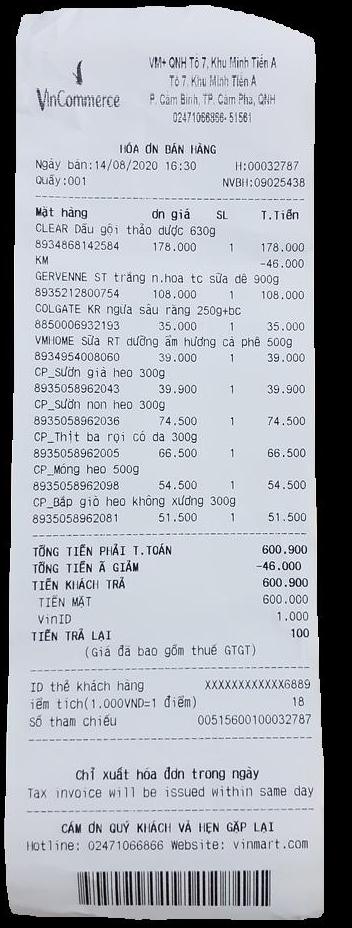 VinCommerce
VM+ QNH Tổ 7, Khu Minh Tiến A
Tổ 7, Khu Minh Tiến A
P. Cẩm Bình, TP. Cẩm Phả, QNH
02471066866-51561
HÓA ĐN BÁN HÀNG
Ngày bán:14/08/2020 16:30 H:00032787
Quầy:001 NVBH:09025438
Mặt hàng ơn giá SL T.Tiền
CLEAR Dầu gội thảo dược 630g
8934868142584 178.000 1 178.000
KM -46.000
GERVENNE ST trắng n.hoa tc sữa dê 900g
8935212800754 108.000 1 108.000
COLGATE KR ngừa sâu răng 250g+bc
8850006932193 35.000 1 35.000
VMHOME Sữa RT dưỡng ẩm hương cà phê 500g
8934954008060 39.000 1 39.000
CP_Sườn già heo 300g
8935058962043 39.900 1 39.900
CP_Sườn non heo 300g
8935058962036 74.500 1 74.500
CP_Thịt ba rọi có da 300g
8935058962005 66.500 1 66.500
CP_Móng heo 500g
8935058962098 54.500 1 54.500
CP_Bắp giò heo không xương 300g
8935058962081 51.500 1 51.500
TỔNG TIỀN PHẢI T.TOÁN 600.900
TỔNG TIỀN Ã GIẢM -46.000
TIỀN KHÁCH TRẢ 600.900
TIỀN MẶT 600.000
VinID 1.000
TIỀN TRẢ LẠI 100
(Giá đã bao gồm thuế GTGT)
ID thẻ khách hàng XXXXXXXXXXXX6889
iểm tích(1.000VND=1 điểm) 18
Số tham chiếu 00515600100032787
Chỉ xuất hóa đơn trong ngày
Tax invoice will be issued within same day
CẢM ƠN QUÝ KHÁCH VÀ HẸN GẶP LẠI
Hotline: 02471066866 Website: vinmart.com